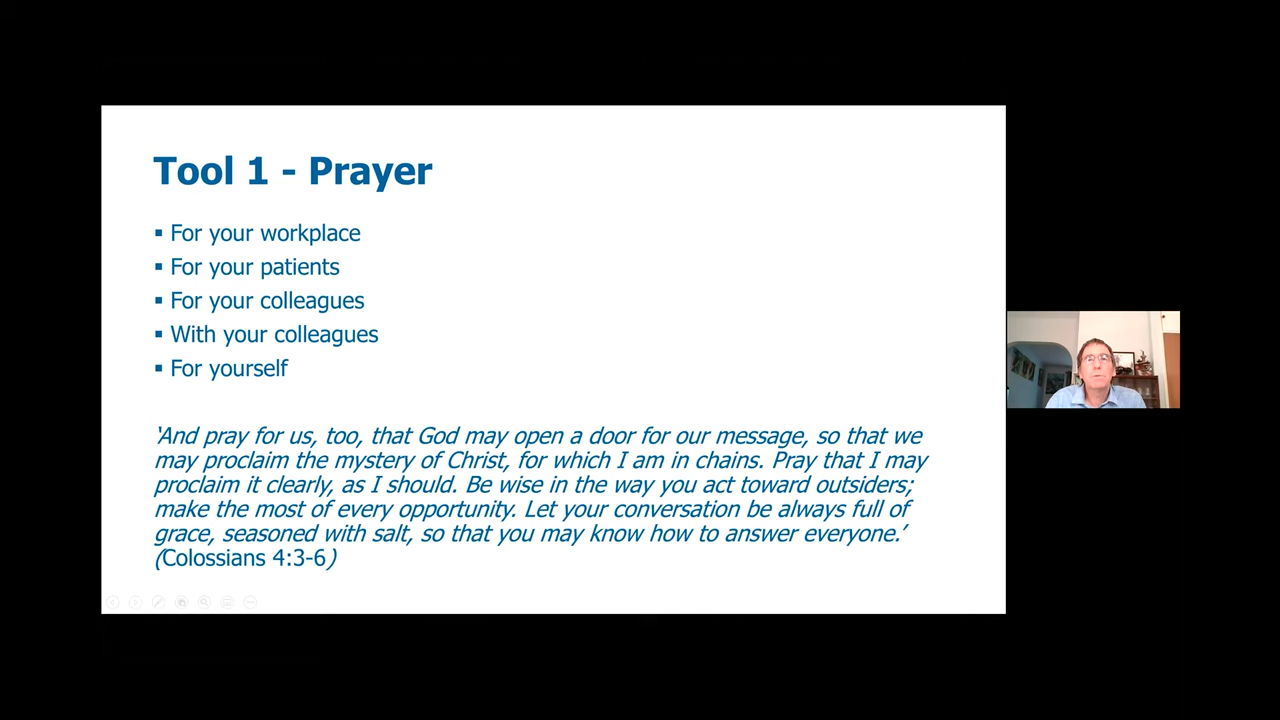 Tool 1 - Prayer
▪ For your workplace
▪ For your patients
▪ For your colleagues
▪ With your colleagues
▪ For yourself
‘And pray for us, too, that God may open a door for our message, so that we
may proclaim the mystery of Christ, for which I am in chains. Pray that I may
proclaim it clearly, as I should. Be wise in the way you act toward outsiders;
make the most of every opportunity. Let your conversation be always full of
grace, seasoned with salt, so that you may know how to answer everyone.’
(Colossians 4:3-6)